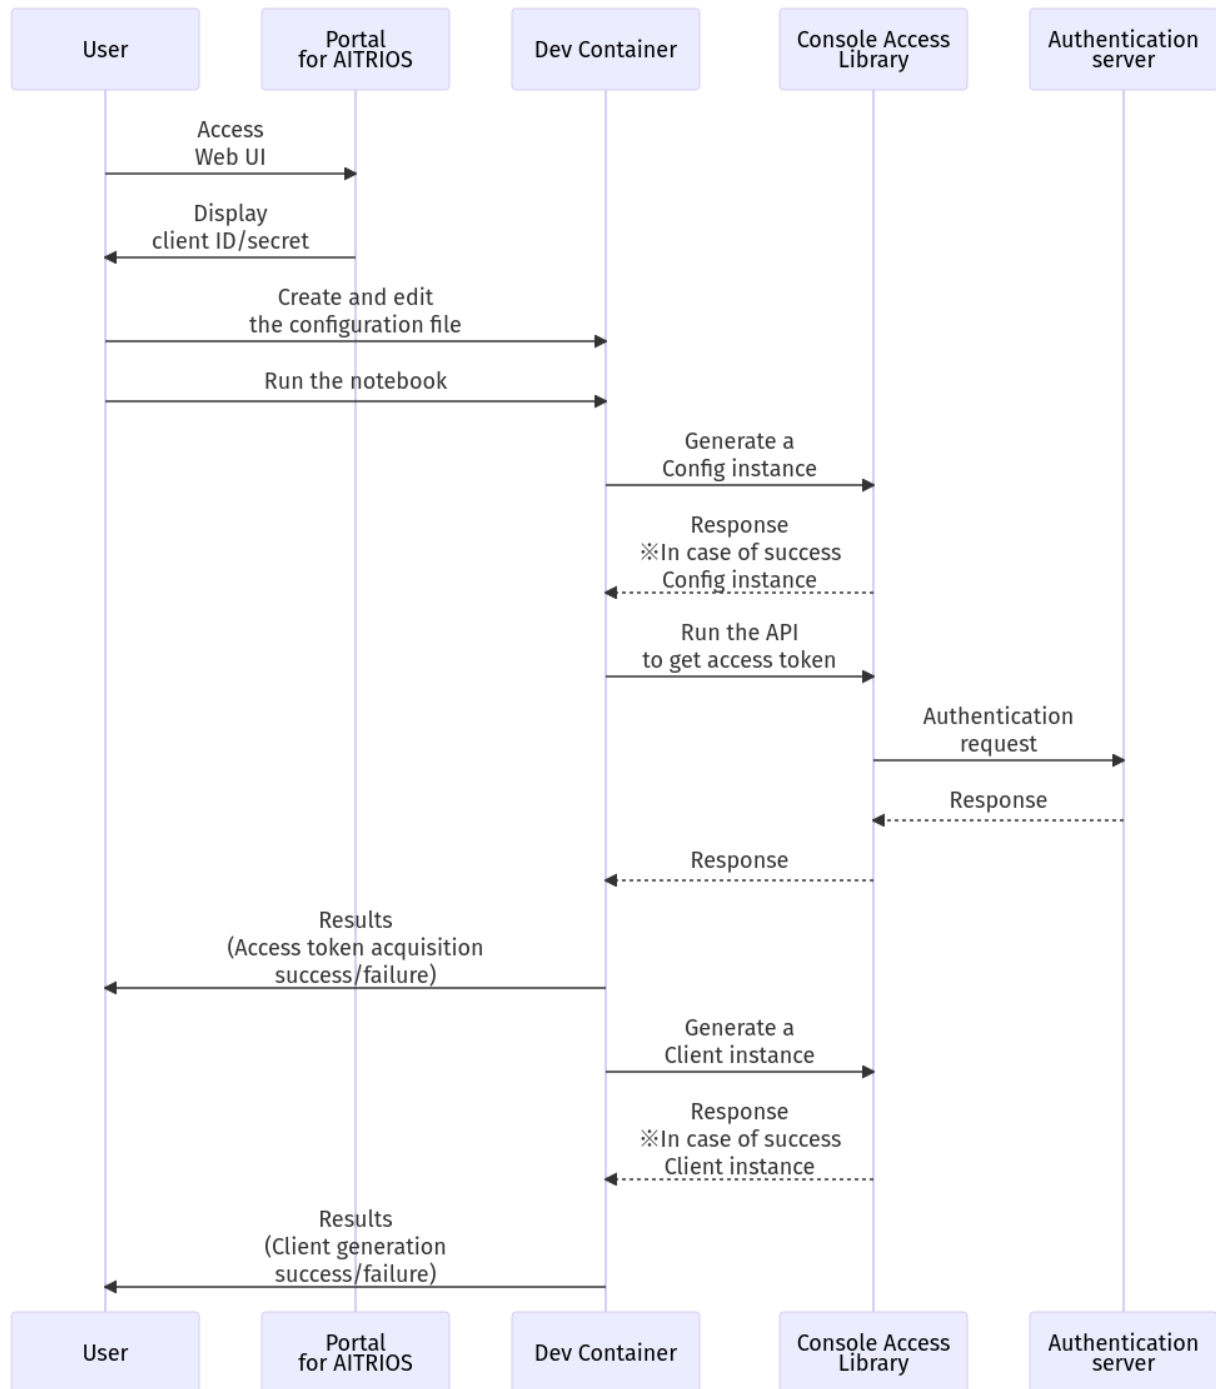 User
Portal
for AITRIOS
Dev Container
Console Access
Library
Authentication
server
Access
Web UI
Display
client ID/secret
Create and edit
the configuration file
Run the notebook
Generate a
Config instance
Response
※In case of success
Config instance
Run the API
to get access token
Authentication
request
Response
Response
Results
(Access token acquisition
success/failure)
Generate a
Client instance
Response
※In case of success
Client instance
Results
(Client generation
success/failure)
User
Portal
for AITRIOS
Dev Container
Console Access
Library
Authentication
server